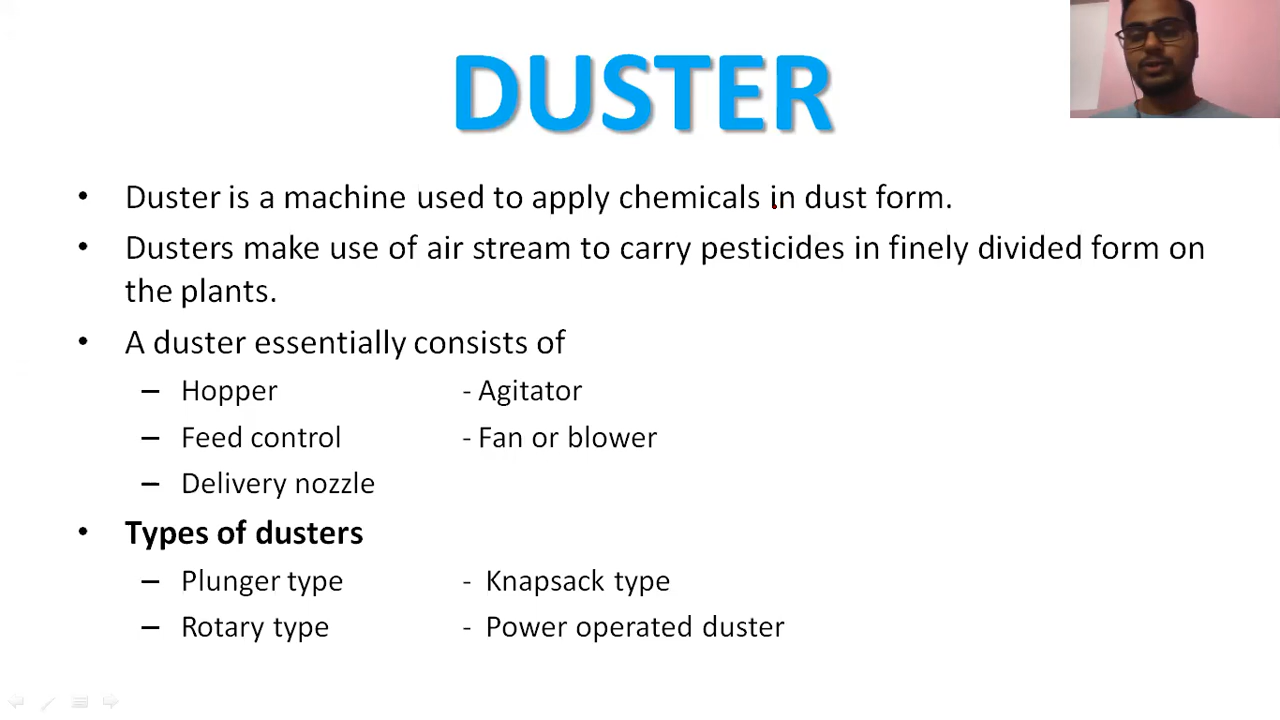 DUSTER
• Duster is a machine used to apply chemicals in dust form.
• Dusters make use of air stream to carry pesticides in finely divided form on
the plants.
• A duster essentially consists of
– Hopper - Agitator
– Feed control - Fan or blower
– Delivery nozzle
• Types of dusters
– Plunger type - Knapsack type
– Rotary type - Power operated duster